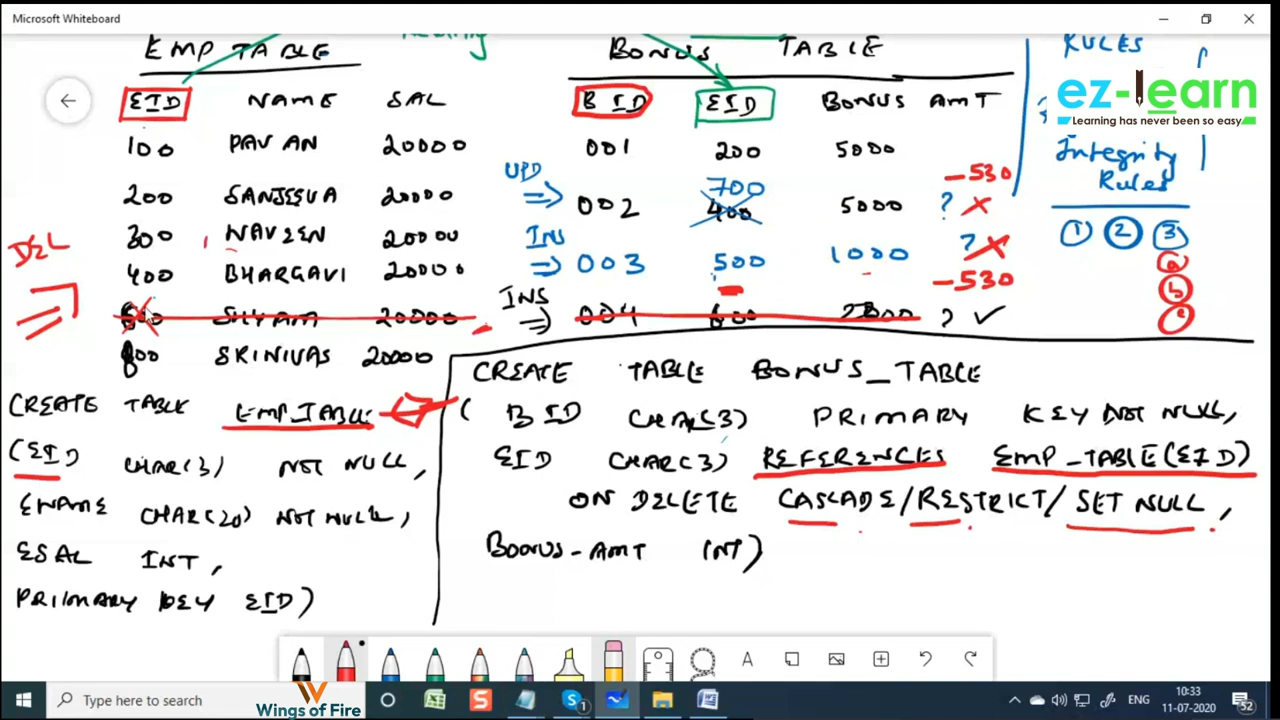 Microsoft Whiteboard
EMP TABLE
BONUS TABLE
RULES
ez-learn
Learning has never been so easy...
EID NAME SAL
B ID EID BONUS AMT
100 PAVAN 20000
001 200 5000
Integrity
Rules
UPD 700 -530
200 SANJEEVA 20000
002 400 5000 ?
INS
300 NAVEEN 20000
003 500 1000 ?
1 2 3
DEL
400 BHARGAVI 20000
-530
a
b
INS
SHYAM 20000
004 600 ?
800 SRINIVAS 20000
CREATE TABLE EMP_TABLE
(EID CHAR(3) NOT NULL,
ENAME CHAR(20) NOT NULL,
ESAL INT,
PRIMARY KEY EID)
CREATE TABLE BONUS_TABLE
( BID CHAR(3) PRIMARY KEY NOT NULL,
EID CHAR(3) REFERENCES EMP_TABLE(EID)
ON DELETE CASCADE/RESTRICT/SET NULL,
BOONUS-AMT INT)
Type here to search
Wings of Fire
ENG
10:33
11-07-2020
52